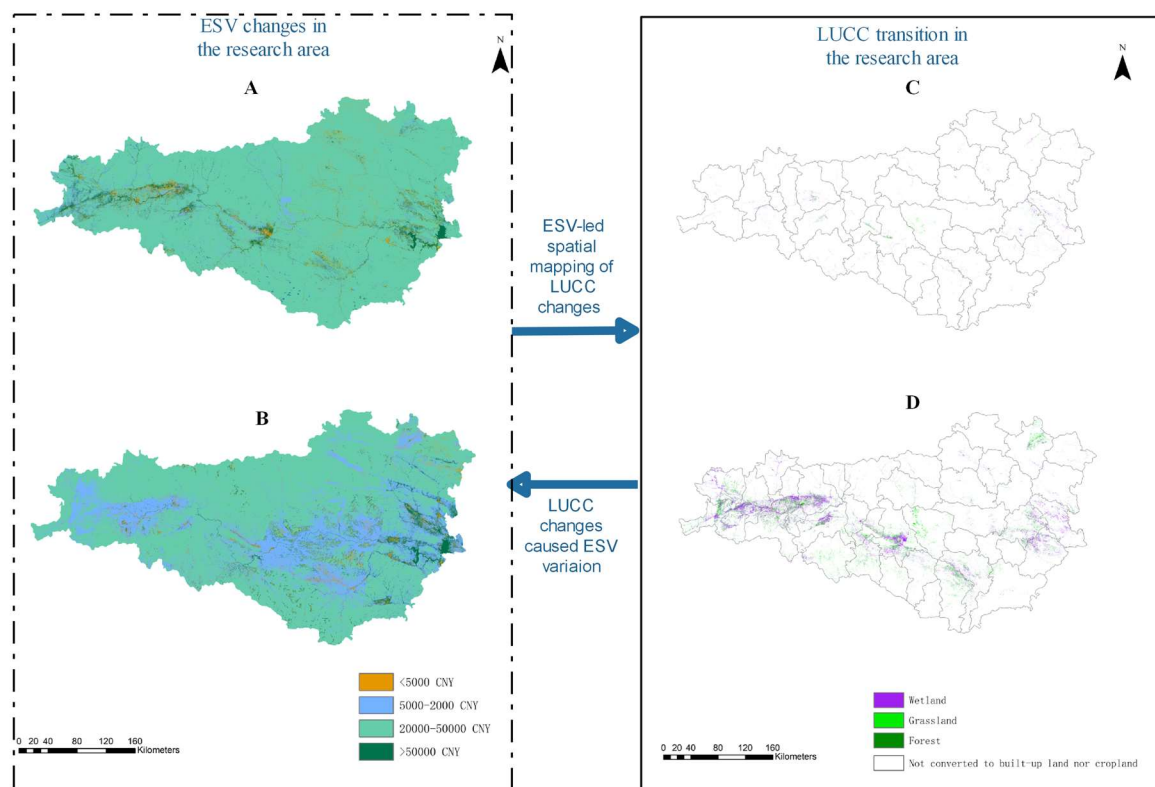 ESV changes in
the research area
N
A
B
<5000 CNY
5000-2000 CNY
20000-50000 CNY
>50000 CNY
0 20 40 80 120 160
Kilometers
ESV-led
spatial
mapping of
LUCC
changes
LUCC
changes
caused ESV
variaion
LUCC transition in
the research area
N
C
D
Wetland
Grassland
Forest
Not converted to built-up land nor cropland
0 20 40 80 120 160
Kilometers